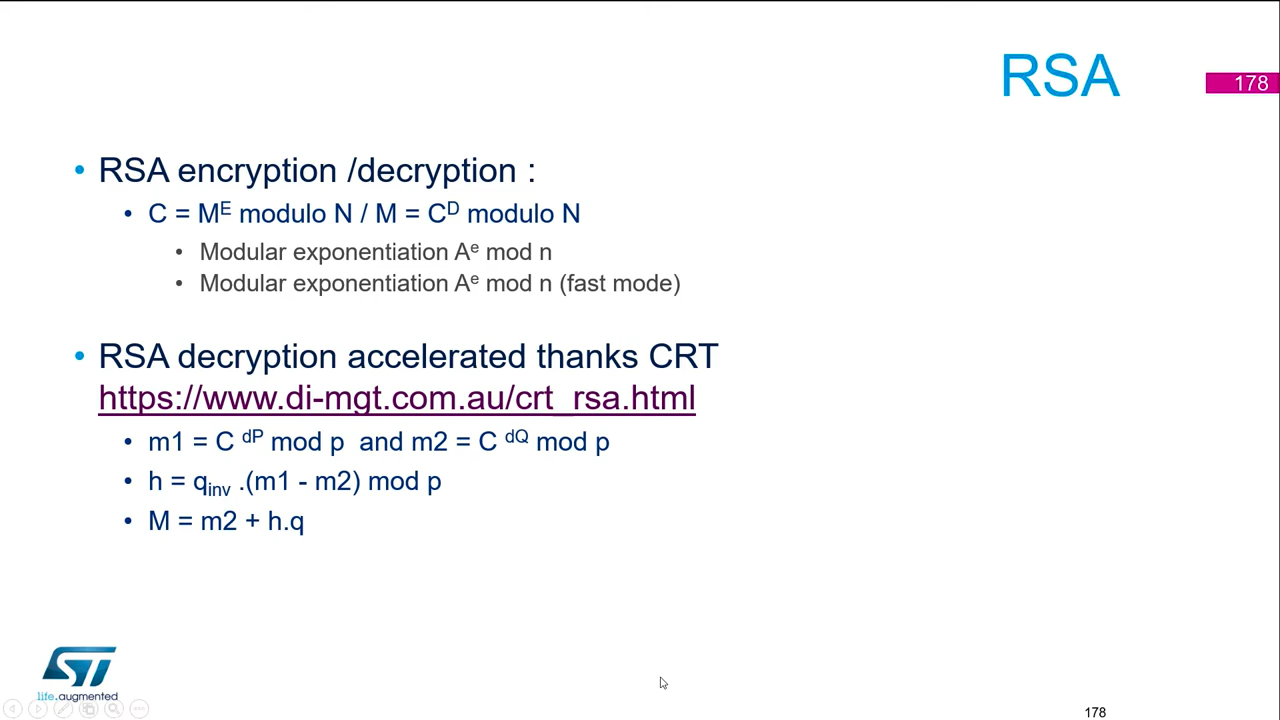 RSA
178
• RSA encryption /decryption :
• C = Mᴱ modulo N / M = Cᴰ modulo N
• Modular exponentiation Aᵉ mod n
• Modular exponentiation Aᵉ mod n (fast mode)
• RSA decryption accelerated thanks CRT
https://www.di-mgt.com.au/crt_rsa.html
• m1 = C dP mod p and m2 = C dQ mod p
• h = qinv .(m1 - m2) mod p
• M = m2 + h.q
ST
life.augmented
178